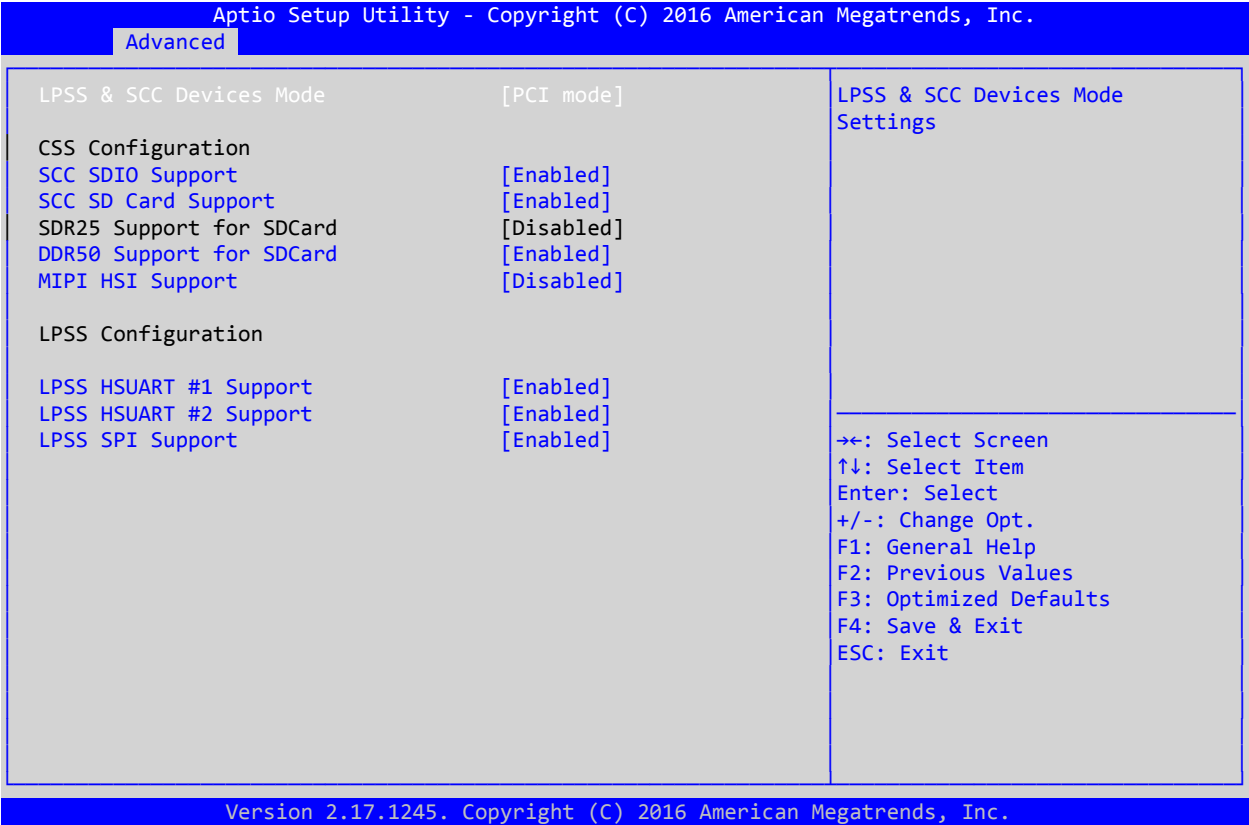 Aptio Setup Utility - Copyright (C) 2016 American Megatrends, Inc.
Advanced
LPSS & SCC Devices Mode [PCI mode]
CSS Configuration
SCC SDIO Support [Enabled]
SCC SD Card Support [Enabled]
SDR25 Support for SDCard [Disabled]
DDR50 Support for SDCard [Enabled]
MIPI HSI Support [Disabled]
LPSS Configuration
LPSS HSUART #1 Support [Enabled]
LPSS HSUART #2 Support [Enabled]
LPSS SPI Support [Enabled]
LPSS & SCC Devices Mode
Settings
→←: Select Screen
↑↓: Select Item
Enter: Select
+/-: Change Opt.
F1: General Help
F2: Previous Values
F3: Optimized Defaults
F4: Save & Exit
ESC: Exit
Version 2.17.1245. Copyright (C) 2016 American Megatrends, Inc.